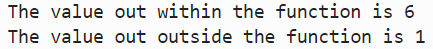 The value out within the function is 6
The value out outside the function is 1